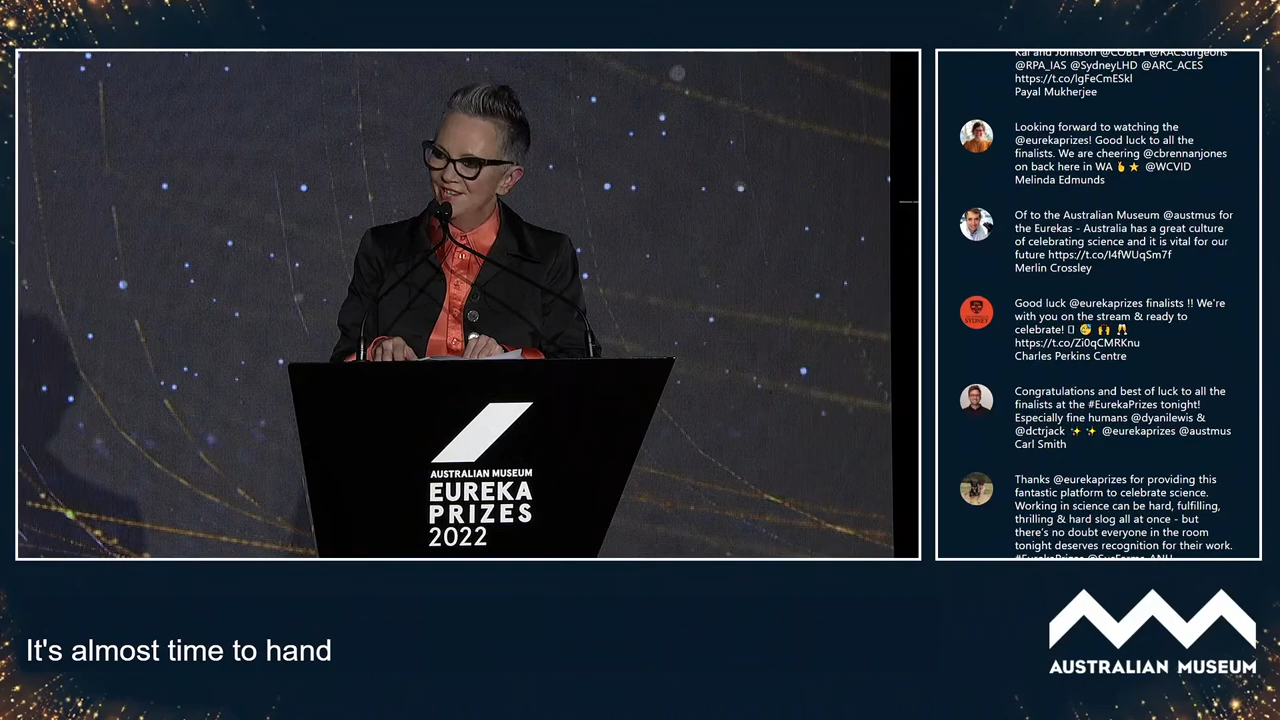 AUSTRALIAN MUSEUM
EUREKA
PRIZES
2022
Kai and Johnson @COBLH @RACSurgeons
@RPA_IAS @SydneyLHD @ARC_ACES
https://t.co/lgFeCmESkl
Payal Mukherjee
Looking forward to watching the
@eurekaprizes! Good luck to all the
finalists. We are cheering @cbrennanjones
on back here in WA 🤞⭐ @WCVID
Melinda Edmunds
Of to the Australian Museum @austmus for
the Eurekas - Australia has a great culture
of celebrating science and it is vital for our
future https://t.co/I4fWUqSm7f
Merlin Crossley
Good luck @eurekaprizes finalists !! We're
with you on the stream & ready to
celebrate!
https://t.co/Zi0qCMRKnu
Charles Perkins Centre
Congratulations and best of luck to all the
finalists at the #EurekaPrizes tonight!
Especially fine humans @dyanilewis &
@dctrjack ✨ ✨ @eurekaprizes @austmus
Carl Smith
Thanks @eurekaprizes for providing this
fantastic platform to celebrate science.
Working in science can be hard, fulfilling,
thrilling & hard slog all at once - but
there's no doubt everyone in the room
tonight deserves recognition for their work.
SYDNEY
It's almost time to hand
AUSTRALIAN MUSEUM